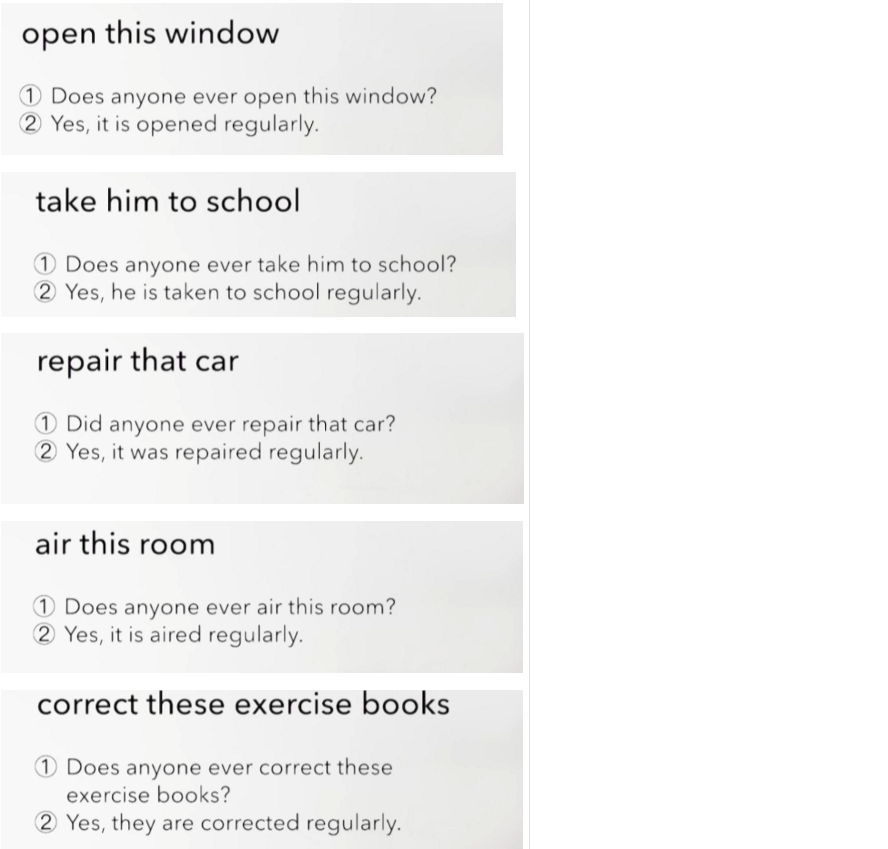 open this window
① Does anyone ever open this window?
② Yes, it is opened regularly.
take him to school
① Does anyone ever take him to school?
② Yes, he is taken to school regularly.
repair that car
① Did anyone ever repair that car?
② Yes, it was repaired regularly.
air this room
① Does anyone ever air this room?
② Yes, it is aired regularly.
correct these exercise books
① Does anyone ever correct these
exercise books?
② Yes, they are corrected regularly.